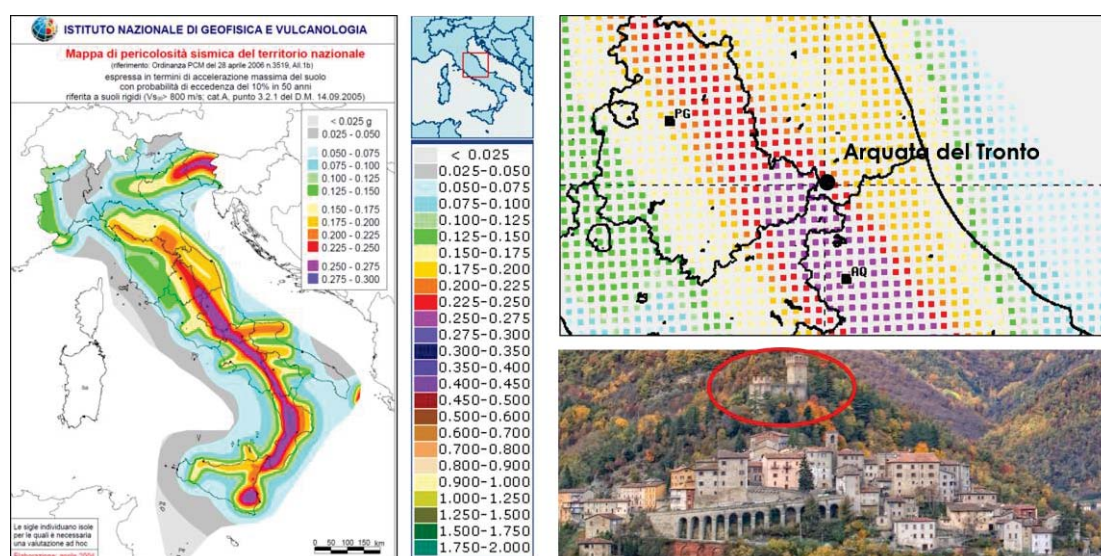 ISTITUTO NAZIONALE DI GEOFISICA E VULCANOLOGIA
Mappa di pericolosità sismica del territorio nazionale
(riferimento: Ordinanza PCM del 28 aprile 2006 n.3519, All.1b)
espressa in termini di accelerazione massima del suolo
con probabilità di eccedenza del 10% in 50 anni
riferita a suoli rigidi (Vs₃₀> 800 m/s; cat.A, punto 3.2.1 del D.M. 14.09.2005)
< 0.025 g
0.025 - 0.050
0.050 - 0.075
0.075 - 0.100
0.100 - 0.125
0.125 - 0.150
0.150 - 0.175
0.175 - 0.200
0.200 - 0.225
0.225 - 0.250
0.250 - 0.275
0.275 - 0.300
Le sigle individuano isole
per le quali è necessaria
una valutazione ad hoc
0 50 100 150 km
< 0.025
0.025-0.050
0.050-0.075
0.075-0.100
0.100-0.125
0.125-0.150
0.150-0.175
0.175-0.200
0.200-0.225
0.225-0.250
0.250-0.275
0.275-0.300
0.300-0.350
0.350-0.400
0.400-0.450
0.450-0.500
0.500-0.600
0.600-0.700
0.700-0.800
0.800-0.900
0.900-1.000
1.000-1.250
1.250-1.500
1.500-1.750
1.750-2.000
PG
Arquata del Tronto
AQ